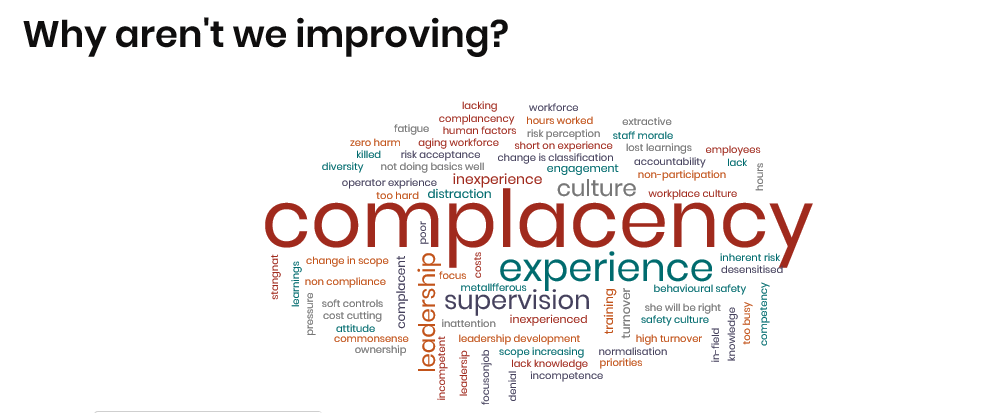 Why aren't we improving?
lacking
workforce
complancency
hours worked
extractive
fatigue
human factors
risk perception
staff morale
zero harm
aging workforce
short on experience
lost learnings
employees
killed
risk acceptance
change is classification
accountability
lack
diversity
not doing basics well
engagement
non-participation
hours
operator exprience
inexperience
culture
workplace culture
too hard
distraction
complacency
poor
stangnat
learnings
change in scope
complacent
leadership
focus
costs
experience
inherent risk
desensitised
non compliance
metallfferous
behavioural safety
pressure
soft controls
cost cutting
supervision
training
turnover
she will be right
safety culture
too busy
competency
attitude
inattention
inexperienced
in-field
knowledge
commonsense
ownership
incompetent
leadership development
high turnover
leadersip
focusonjob
scope increasing
normalisation
lack knowledge
priorities
denial
incompetence